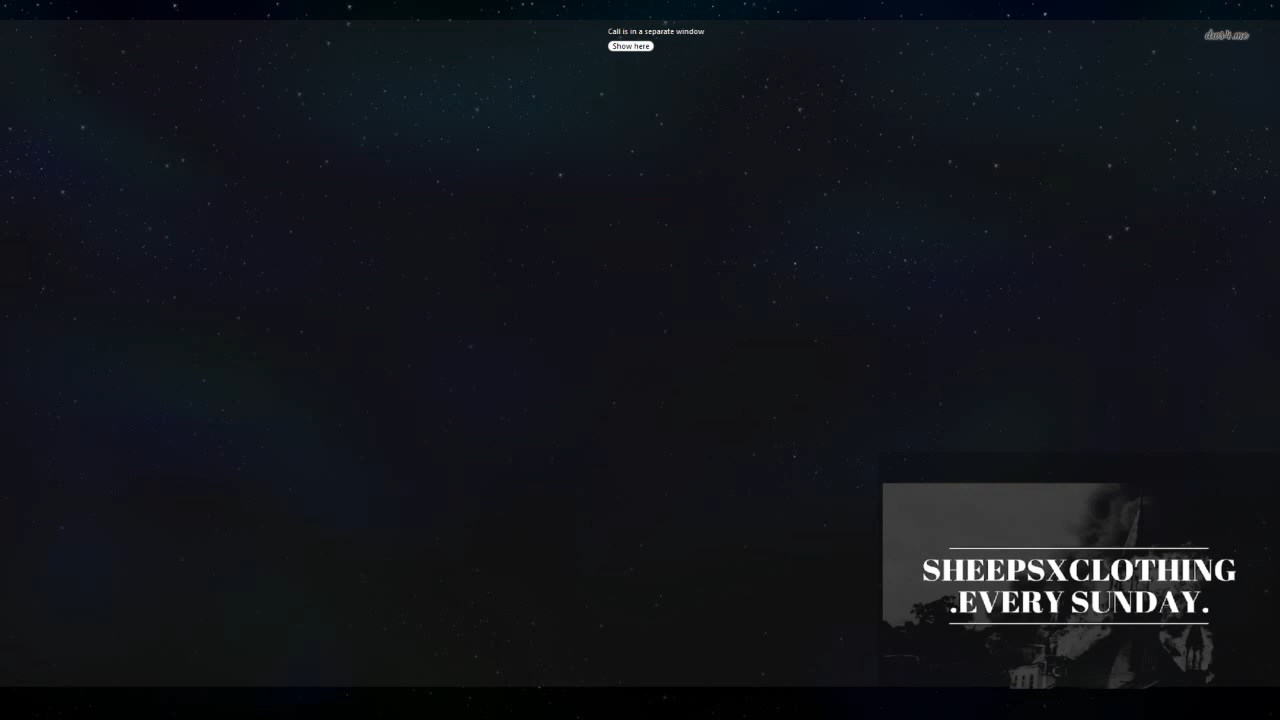 Call is in a separate window
Show here
SHEEPSXCLOTHING
.EVERY SUNDAY.